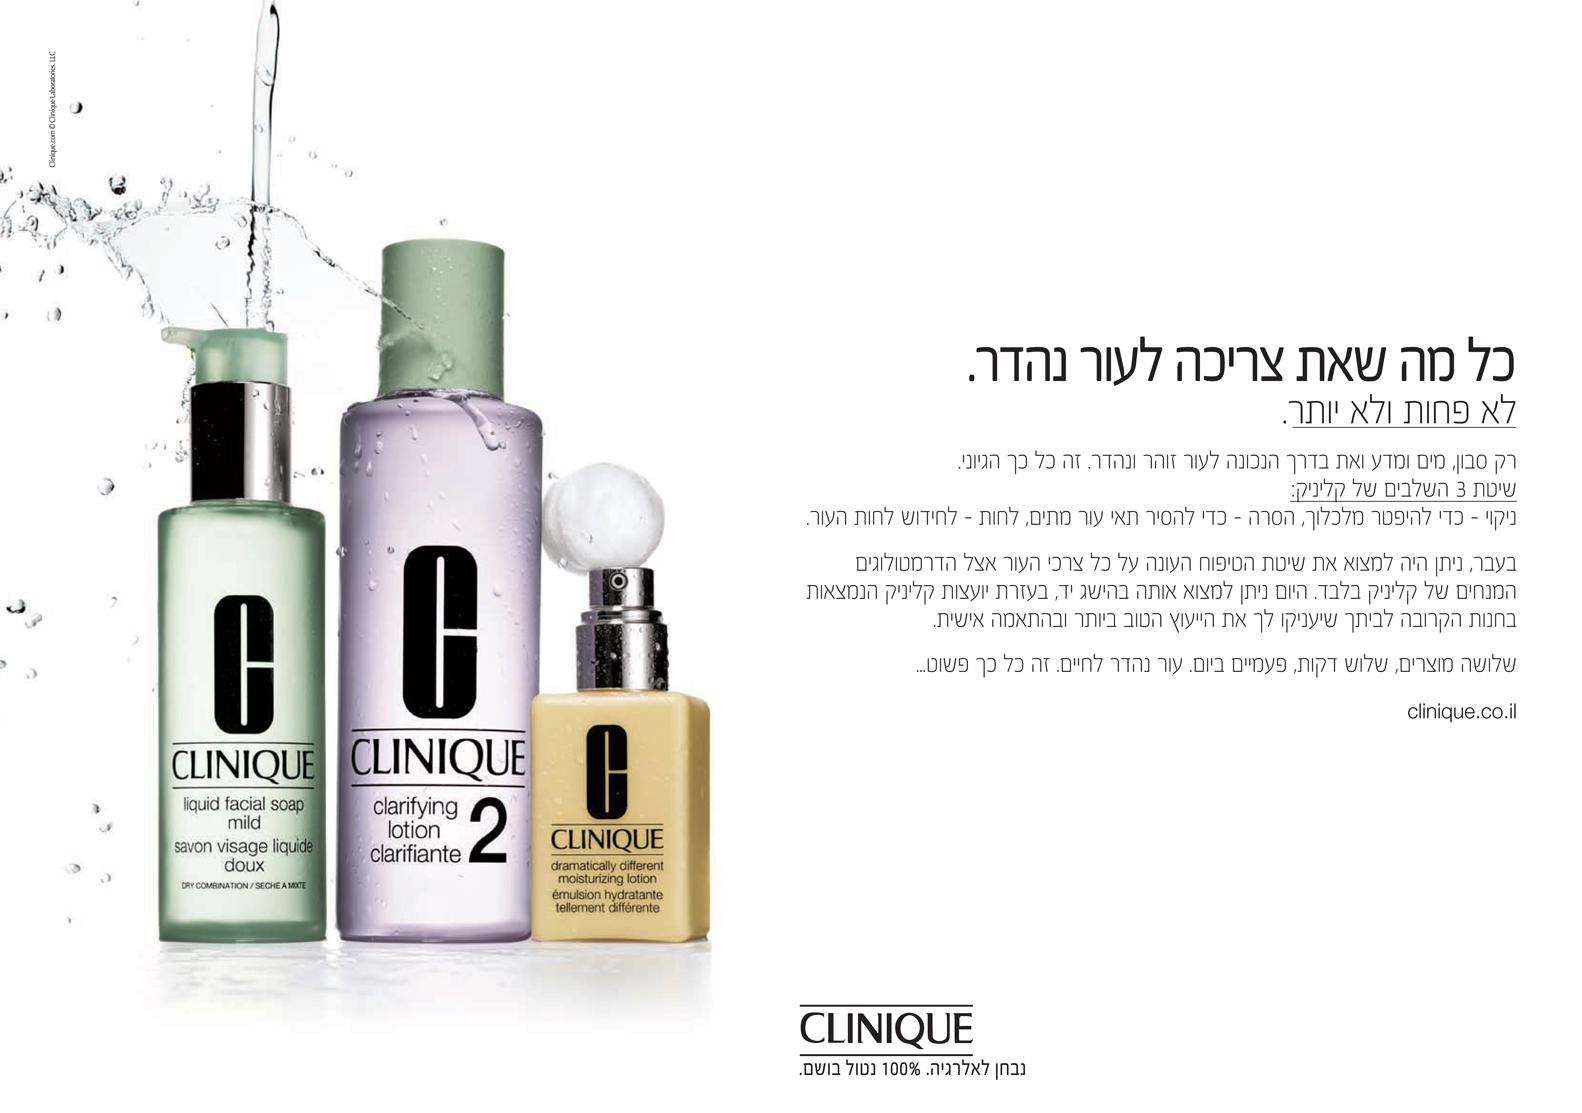 Clinique.com © Clinique Laboratories. LLC
כל מה שאת צריכה לעור נהדר.
לא פחות ולא יותר.
רק סבון, מים ומדע ואת בדרך הנכונה לעור זוהר ונהדר. זה כל כך הגיוני.
שיטת 3 השלבים של קליניק:
ניקוי - כדי להיפטר מלכלוך, הסרה - כדי להסיר תאי עור מתים, לחות - לחידוש לחות העור.
בעבר, ניתן היה למצוא את שיטת הטיפוח העונה על כל צרכי העור אצל הדרמטולוגים
המנחים של קליניק בלבד. היום ניתן למצוא אותה בהישג יד, בעזרת יועצות קליניק הנמצאות
בחנות הקרובה לביתך שיעניקו לך את הייעוץ הטוב ביותר ובהתאמה אישית.
שלושה מוצרים, שלוש דקות, פעמיים ביום. עור נהדר לחיים. זה כל כך פשוט...
clinique.co.il
CLINIQUE
liquid facial soap
mild
savon visage liquide
doux
DRY COMBINATION / SECHE A MIXTE
CLINIQUE
clarifying
lotion
clarifiante 2
CLINIQUE
dramatically different
moisturizing lotion
émulsion hydratante
tellement différente
CLINIQUE
נבחן לאלרגיה. 100% נטול בושם.